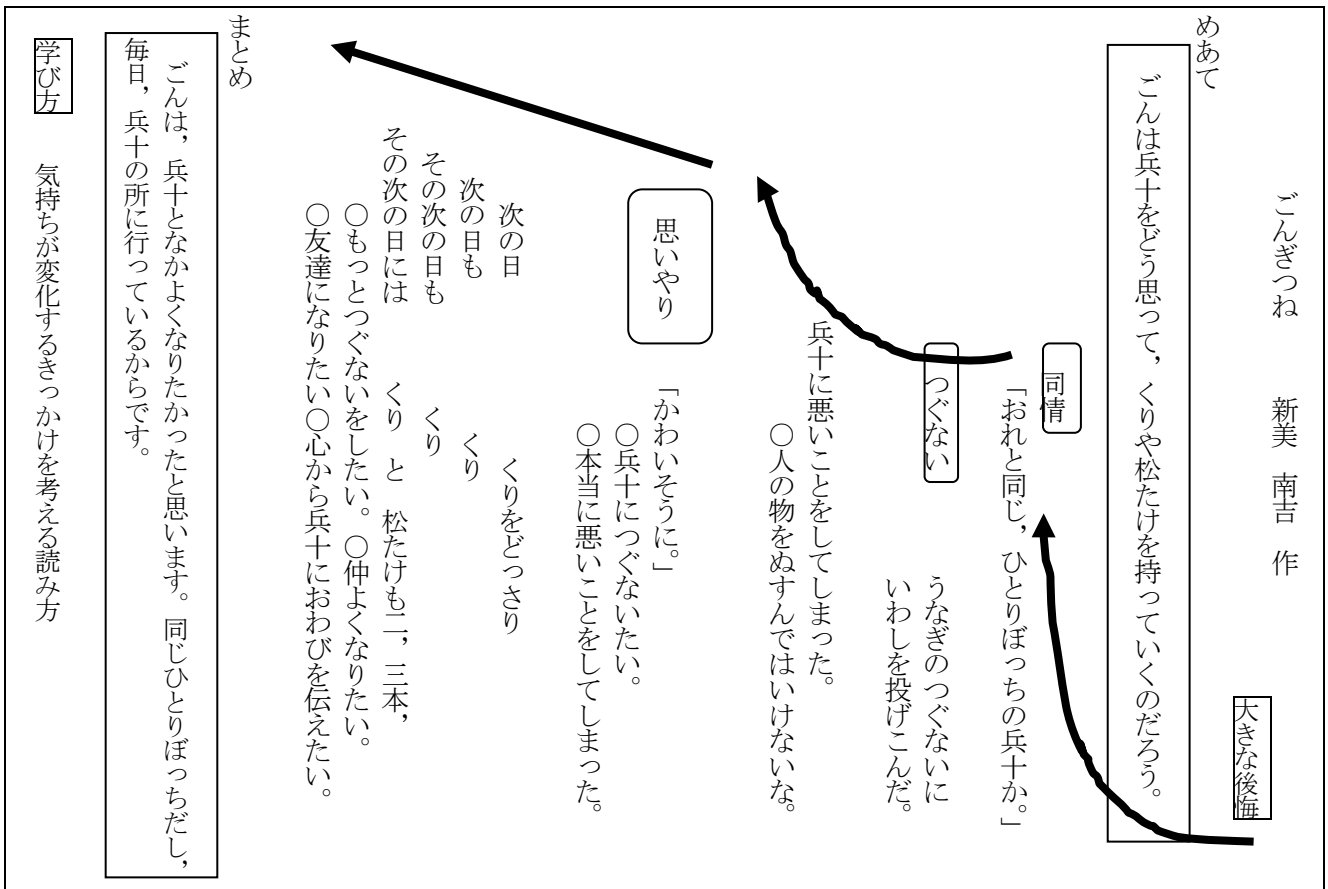 ごんぎつね　新美　南吉　作
大きな後悔
めあて
ごんは兵十をどう思って，くりや松たけを持っていくのだろう。
同情
「おれと同じ，ひとりぼっちの兵十か。」
つぐない
うなぎのつぐないに
いわしを投げこんだ。
兵十に悪いことをしてしまった。
○人の物をぬすんではいけないな。
思いやり
「かわいそうに。」
○兵十につぐないたい。
○本当に悪いことをしてしまった。
次の日　くりをどっさり
次の日も　くり
その次の日も　くり
その次の日には　くり　と　松たけも二，三本，
○もっとつぐないをしたい。○仲よくなりたい。
○友達になりたい○心から兵十におわびを伝えたい。
まとめ
ごんは，兵十となかよくなりたかったと思います。同じひとりぼっちだし，
毎日，兵十の所に行っているからです。
学び方　気持ちが変化するきっかけを考える読み方